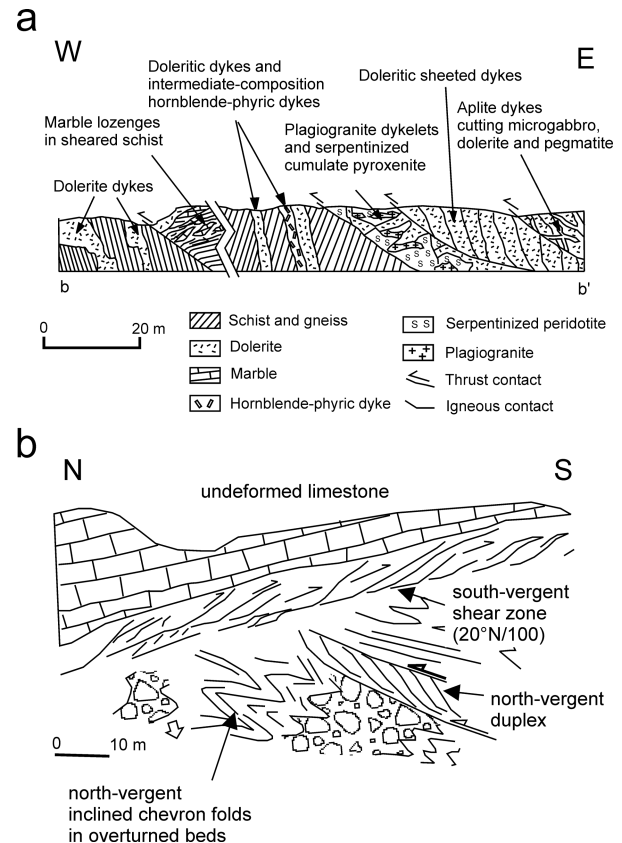 a
W
E
Doleritic dykes and
intermediate-composition
hornblende-phyric dykes
Doleritic sheeted dykes
Marble lozenges
in sheared schist
Plagiogranite dykelets
and serpentinized
cumulate pyroxenite
Aplite dykes
cutting microgabbro,
dolerite and pegmatite
Dolerite dykes
b
b'
0
20 m
Schist and gneiss
Dolerite
Marble
Hornblende-phyric dyke
S S
Serpentinized peridotite
Plagiogranite
Thrust contact
Igneous contact
b
N
S
undeformed limestone
south-vergent
shear zone
(20°N/100)
north-vergent
duplex
0
10 m
north-vergent
inclined chevron folds
in overturned beds